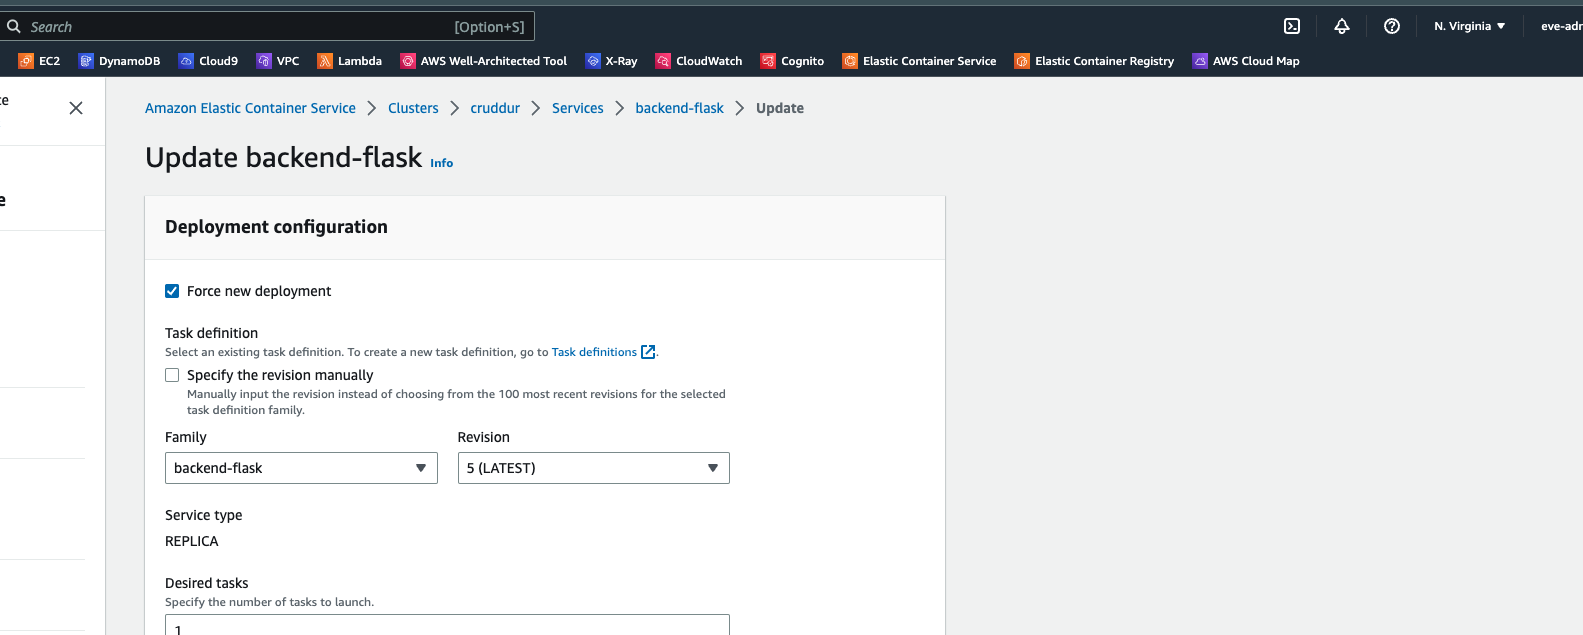 Search [Option+S] N. Virginia eve-adr
EC2 DynamoDB Cloud9 VPC Lambda AWS Well-Architected Tool X-Ray CloudWatch Cognito Elastic Container Service Elastic Container Registry AWS Cloud Map
Amazon Elastic Container Service Clusters cruddur Services backend-flask Update
Update backend-flask Info
Deployment configuration
Force new deployment
Task definition
Select an existing task definition. To create a new task definition, go to Task definitions.
Specify the revision manually
Manually input the revision instead of choosing from the 100 most recent revisions for the selected
task definition family.
Family Revision
backend-flask 5 (LATEST)
Service type
REPLICA
Desired tasks
Specify the number of tasks to launch.
1